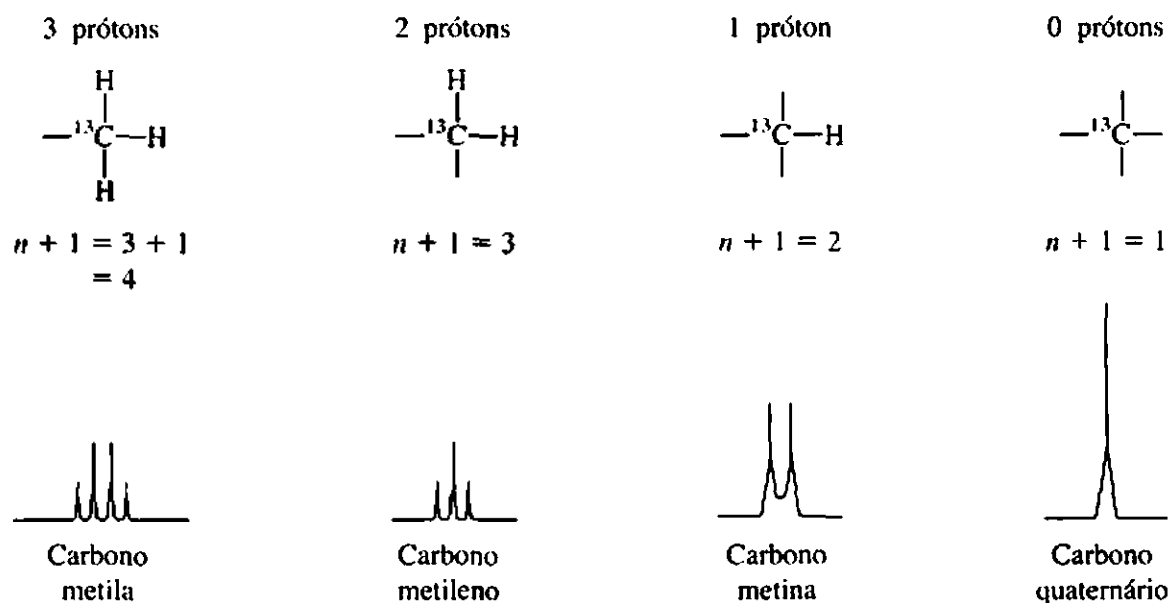 3 prótons 2 prótons 1 próton 0 prótons
H H
—¹³C—H —¹³C—H —¹³C—H —¹³C—
H
n + 1 = 3 + 1 n + 1 = 3 n + 1 = 2 n + 1 = 1
= 4
Carbono Carbono Carbono Carbono
metila metileno metina quaternário